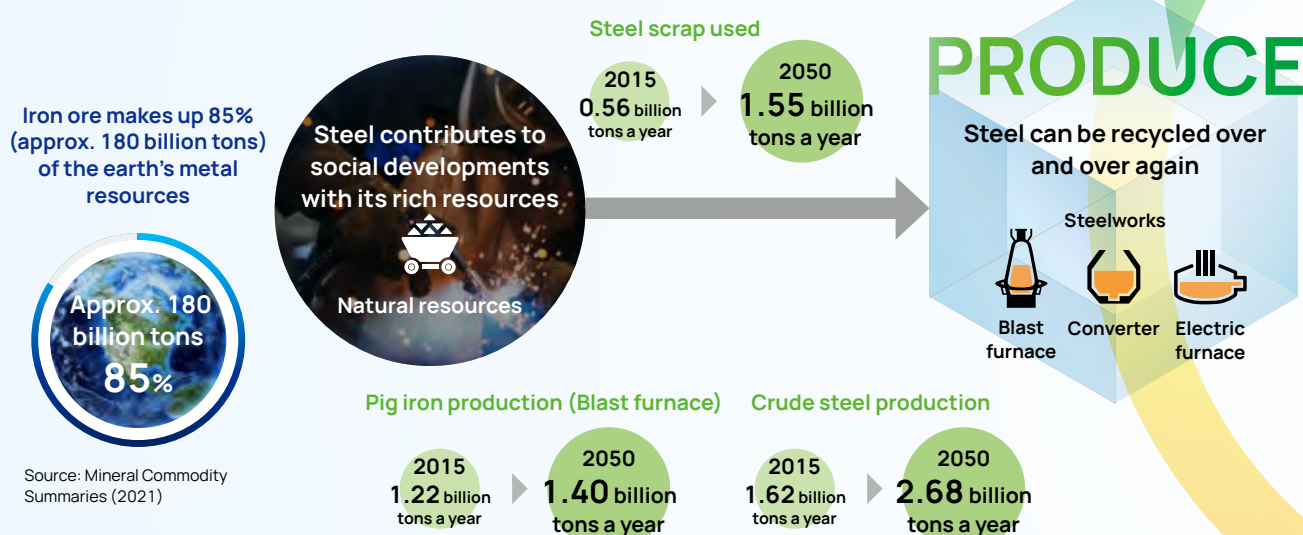 Iron ore makes up 85%
(approx. 180 billion tons)
of the earth's metal
resources
Approx. 180
billion tons
85%
Source: Mineral Commodity
Summaries (2021)
Steel contributes to
social developments
with its rich resources
Natural resources
Steel scrap used
2015
0.56 billion
tons a year
2050
1.55 billion
tons a year
Pig iron production (Blast furnace)
2015
1.22 billion
tons a year
2050
1.40 billion
tons a year
Crude steel production
2015
1.62 billion
tons a year
2050
2.68 billion
tons a year
PRODUCE
Steel can be recycled over
and over again
Steelworks
Blast
furnace
Converter
Electric
furnace